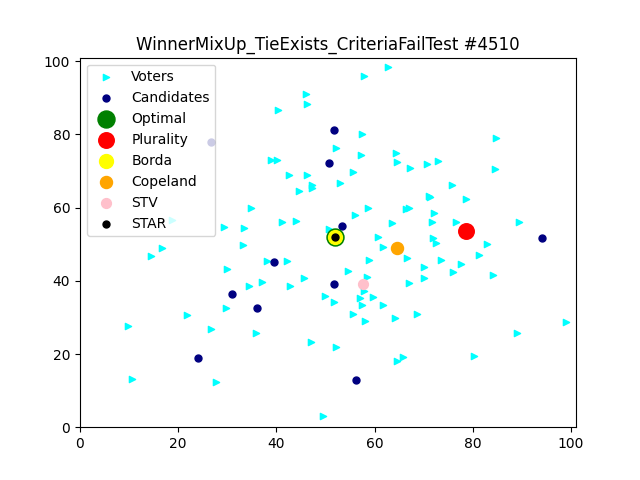 WinnerMixUp_TieExists_CriteriaFailTest #4510
Voters
Candidates
Optimal
Plurality
Borda
Copeland
STV
STAR
100
80
60
40
20
0
0 20 40 60 80 100